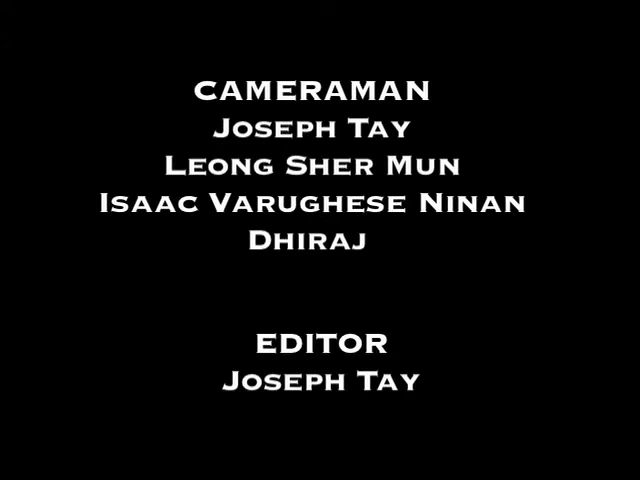 CAMERAMAN
JOSEPH TAY
LEONG SHER MUN
ISAAC VARUGHESE NINAN
DHIRAJ
EDITOR
JOSEPH TAY